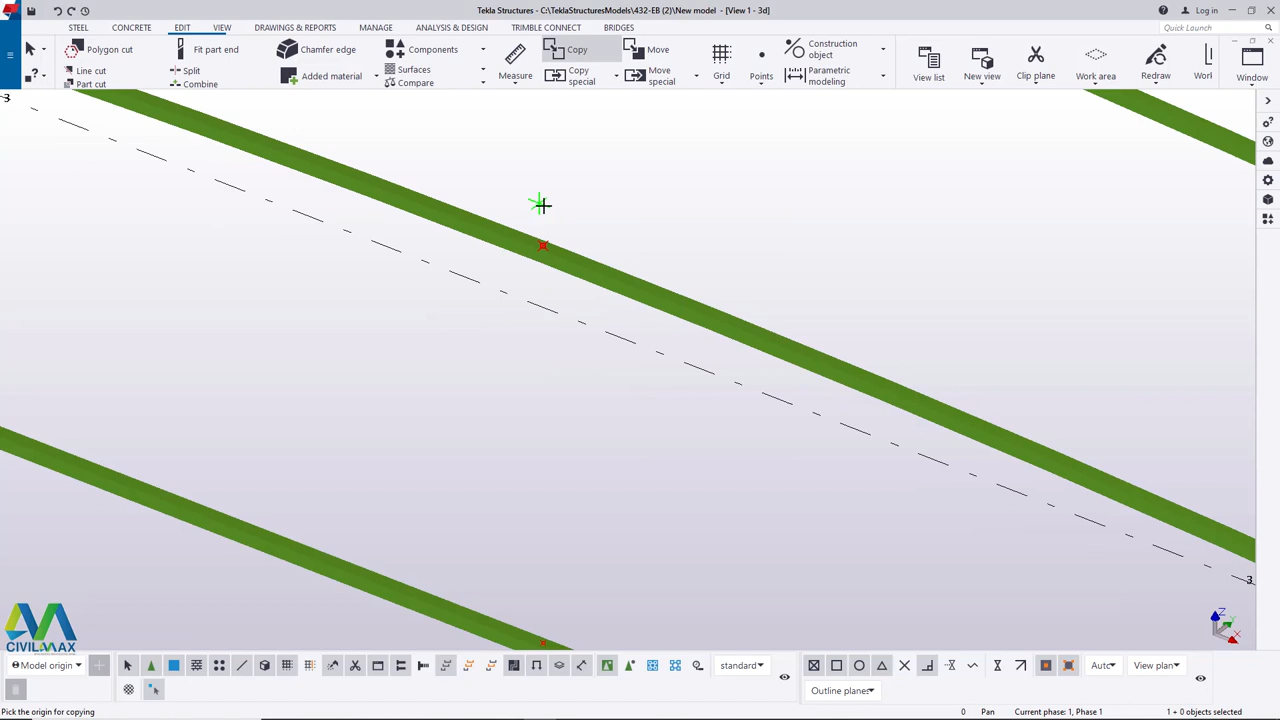 Tekla Structures - C:\TeklaStructuresModels\432-EB (2)\New model - [View 1 - 3d]
Log in
STEEL CONCRETE EDIT VIEW DRAWINGS & REPORTS MANAGE ANALYSIS & DESIGN TRIMBLE CONNECT BRIDGES
Quick Launch
Polygon cut
Line cut
Part cut
Fit part end
Split
Combine
Chamfer edge
Added material
Components
Surfaces
Compare
Measure
Copy
Copy special
Move
Move special
Grid
Points
Construction object
Parametric modeling
View list
New view
Clip plane
Work area
Redraw
Worl
Window
3
3
Z
Y
X
CIVILMAX
Model origin
standard
Auto
View plan
Outline planes
Pick the origin for copying
0 Pan Current phase: 1, Phase 1 1 + 0 objects selected